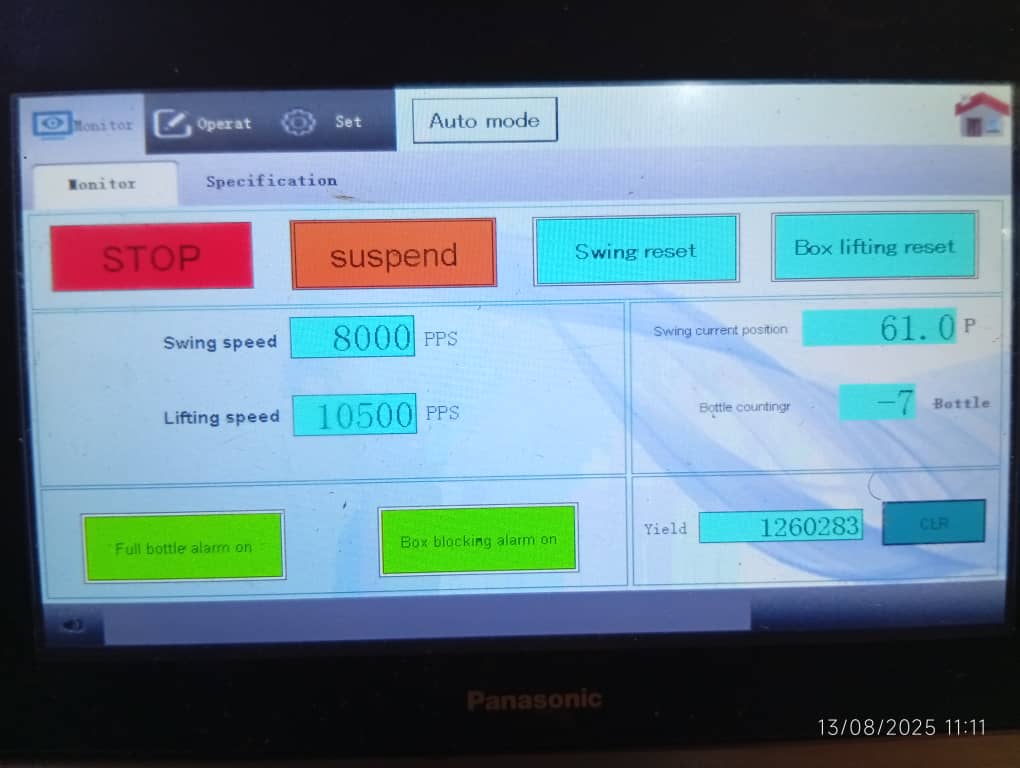 Monitor Operat Set Auto mode
Monitor Specification
STOP suspend Swing reset Box lifting reset
Swing speed 8000 PPS
Lifting speed 10500 PPS
Swing current position 61.0 P
Bottle countingr -7 Bottle
Full bottle alarm on Box blocking alarm on
Yield 1260283 CLR
Panasonic
13/08/2025 11:11